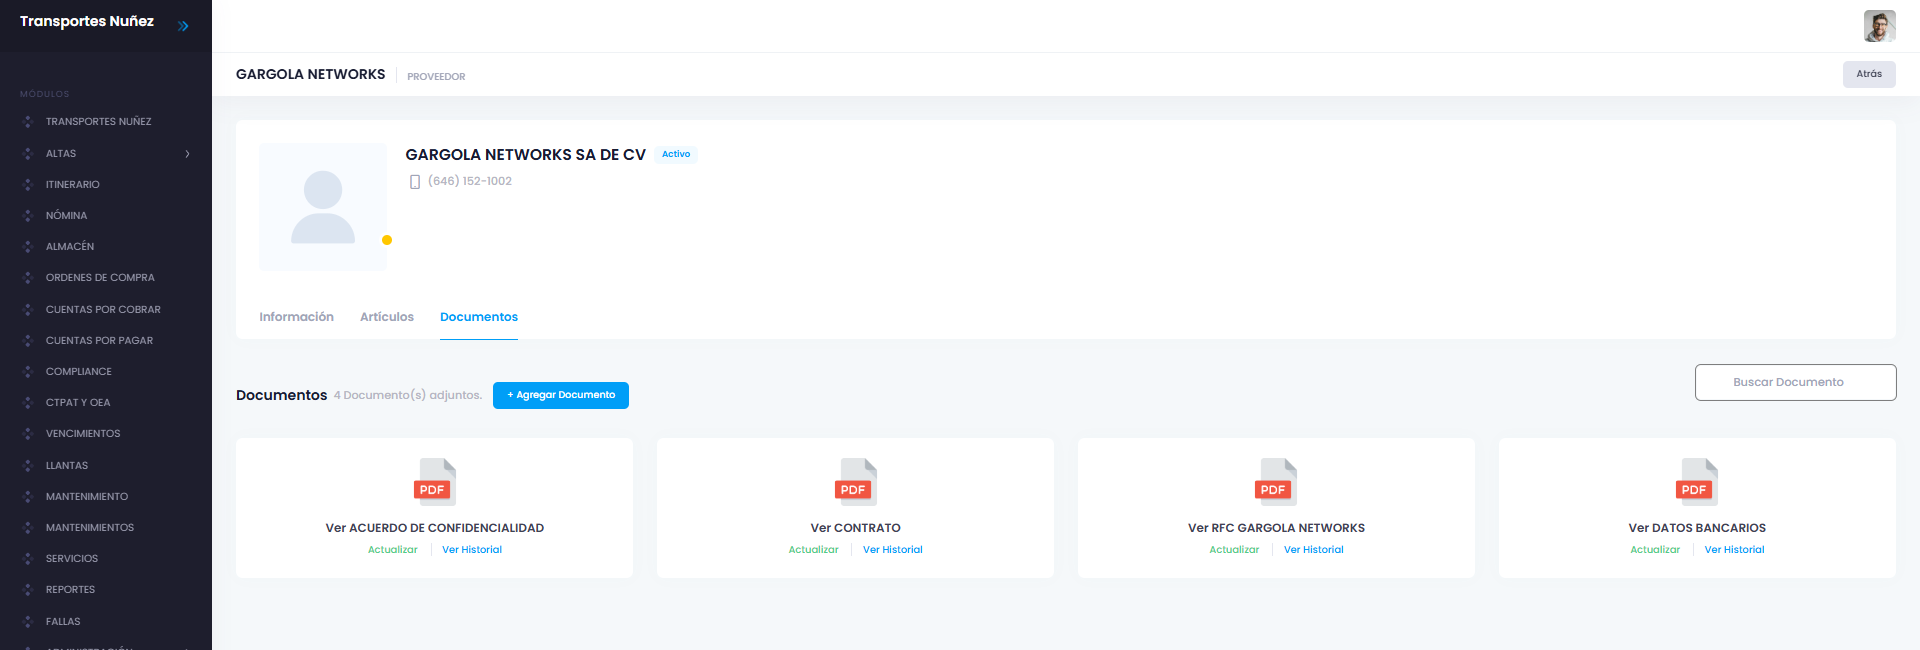 Transportes Nuñez
MÓDULOS
TRANSPORTES NUÑEZ
ALTAS
ITINERARIO
NÓMINA
ALMACÉN
ORDENES DE COMPRA
CUENTAS POR COBRAR
CUENTAS POR PAGAR
COMPLIANCE
CTPAT Y OEA
VENCIMIENTOS
LLANTAS
MANTENIMIENTO
MANTENIMIENTOS
SERVICIOS
REPORTES
FALLAS
ADMINISTRACIÓN
GARGOLA NETWORKS PROVEEDOR
Atrás
GARGOLA NETWORKS SA DE CV Activo
(646) 152-1002
Información Artículos Documentos
Documentos 4 Documento(s) adjuntos. + Agregar Documento
Buscar Documento
PDF
Ver ACUERDO DE CONFIDENCIALIDAD
Actualizar Ver Historial
PDF
Ver CONTRATO
Actualizar Ver Historial
PDF
Ver RFC GARGOLA NETWORKS
Actualizar Ver Historial
PDF
Ver DATOS BANCARIOS
Actualizar Ver Historial